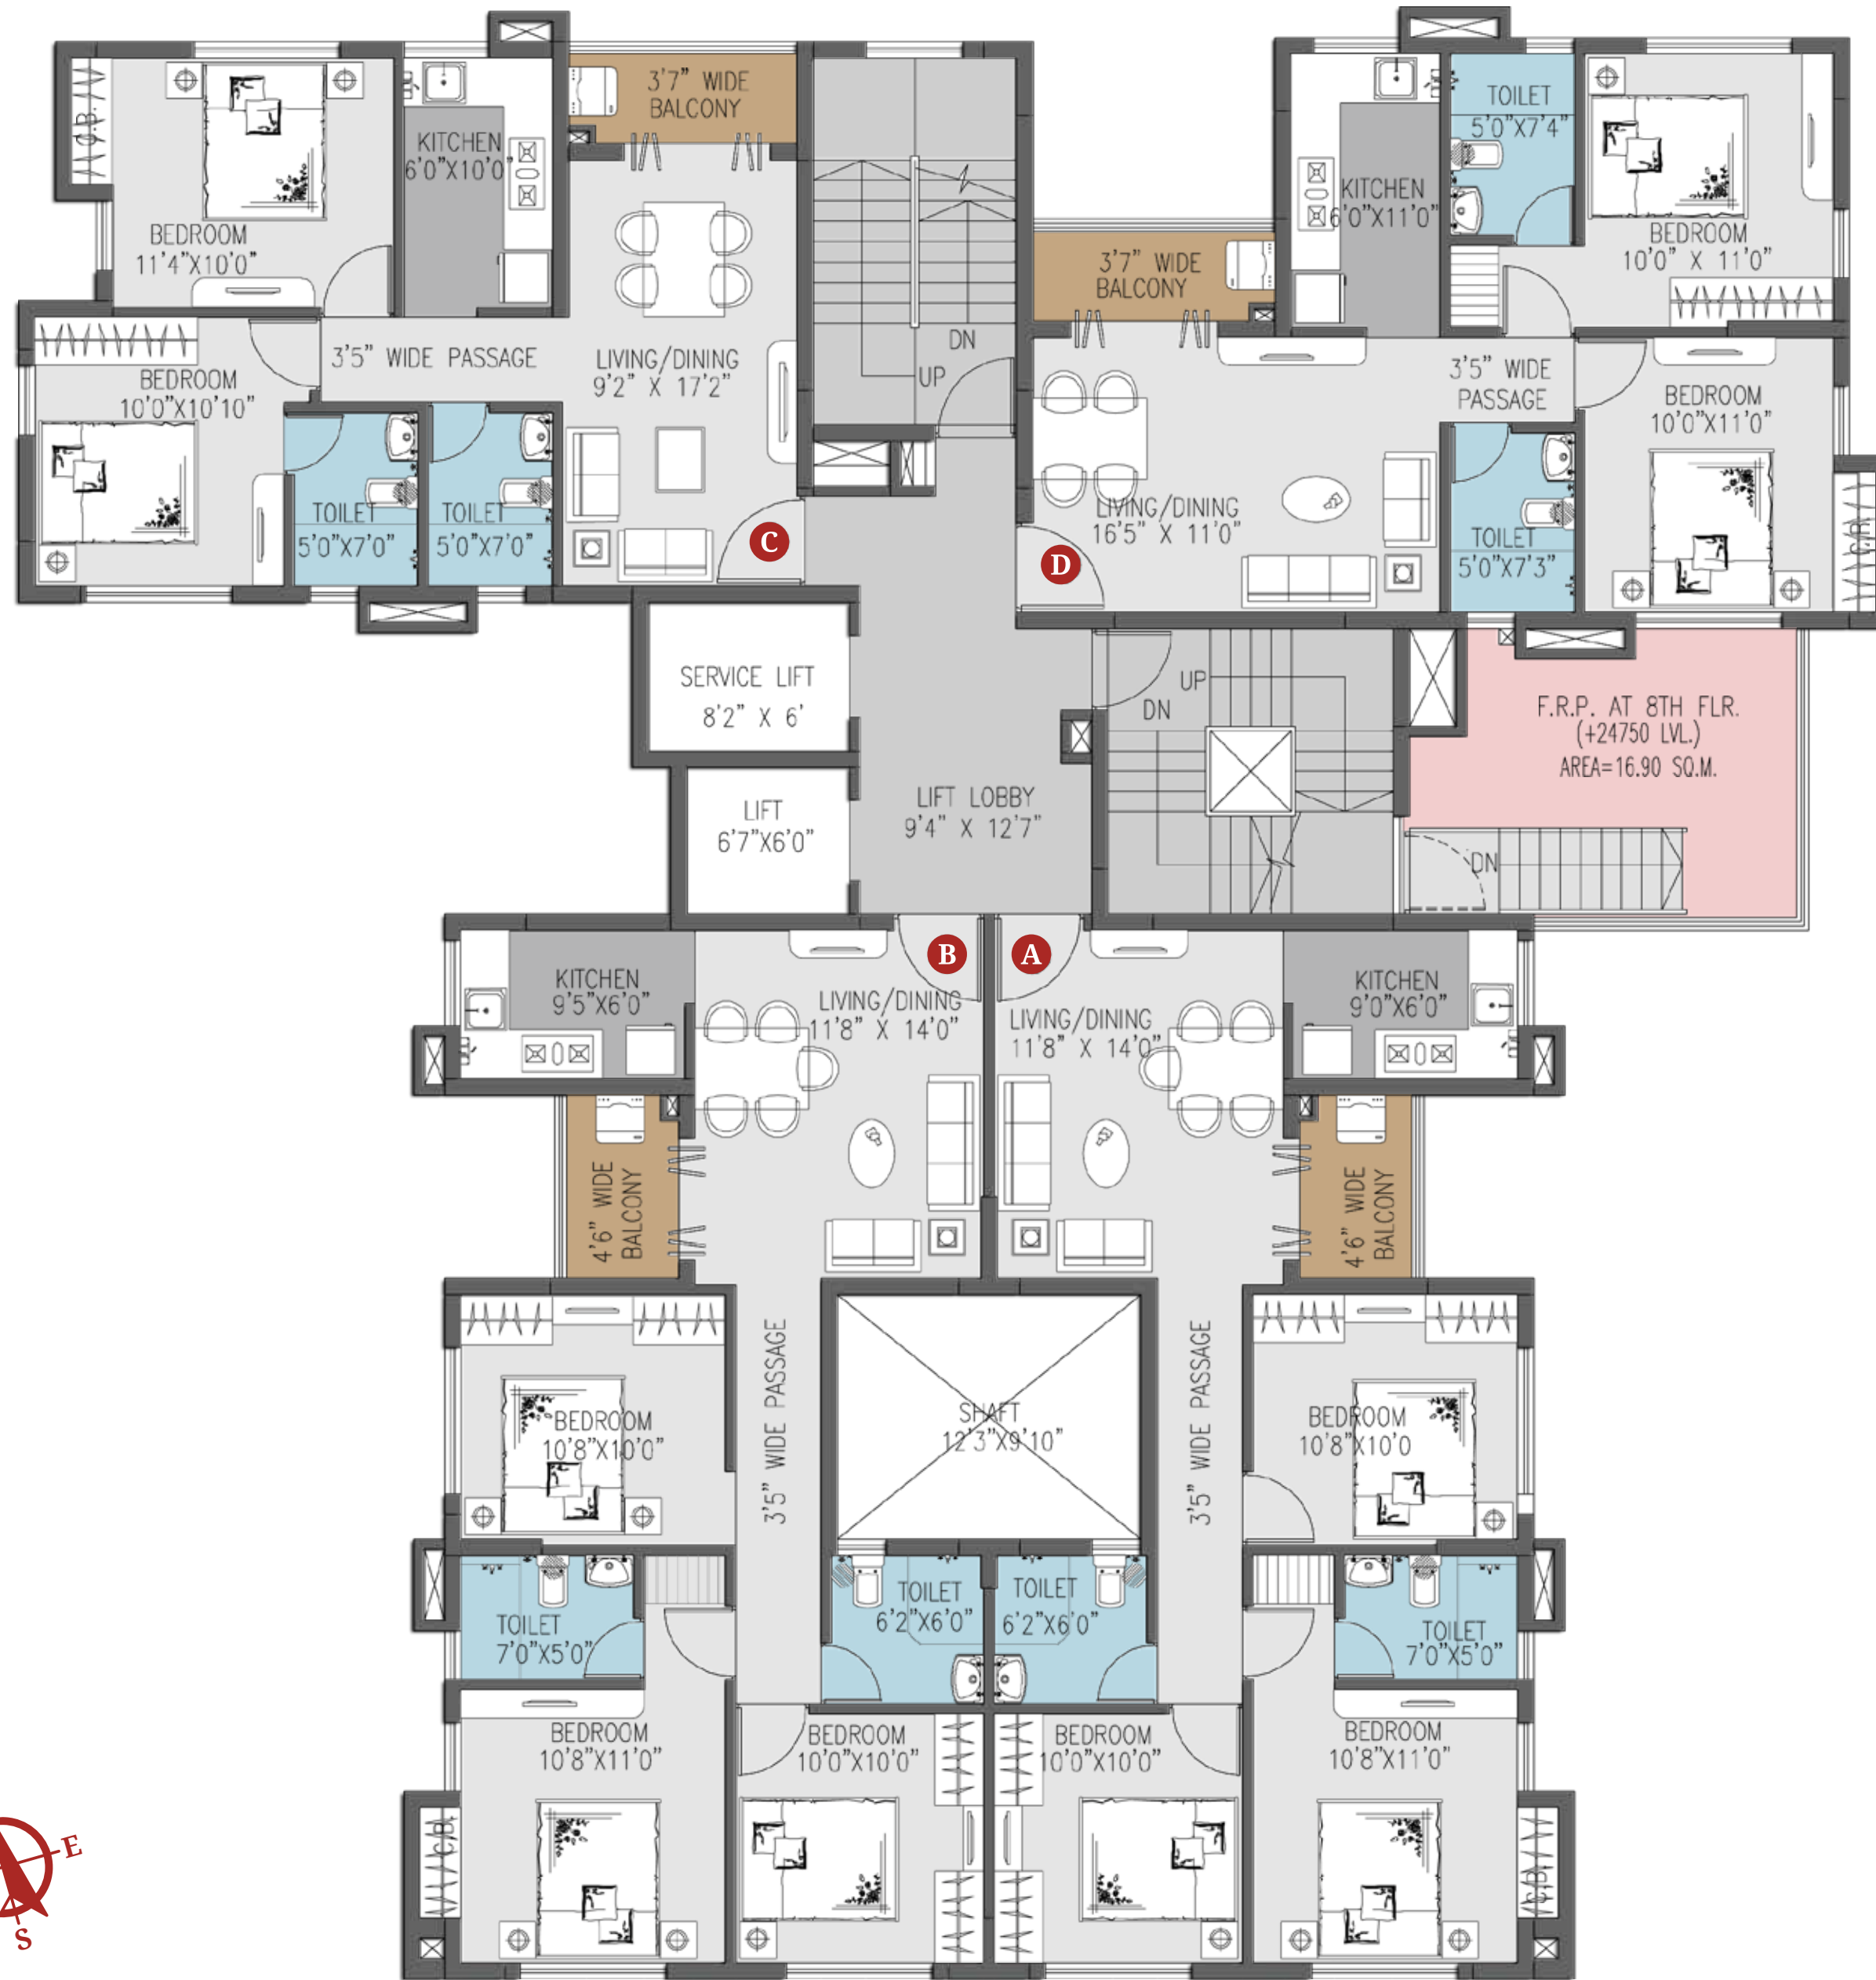 3'7" WIDE
BALCONY
KITCHEN
6'0"X10'0"
C.B.
BEDROOM
11'4"X10'0"
3'5" WIDE PASSAGE
LIVING/DINING
9'2" X 17'2"
BEDROOM
10'0"X10'10"
TOILET
5'0"X7'0"
TOILET
5'0"X7'0"
C
DN
UP
TOILET
5'0"X7'4"
KITCHEN
6'0"X11'0"
BEDROOM
10'0" X 11'0"
3'7" WIDE
BALCONY
3'5" WIDE
PASSAGE
BEDROOM
10'0"X11'0"
LIVING/DINING
16'5" X 11'0"
TOILET
5'0"X7'3"
C.B.
D
SERVICE LIFT
8'2" X 6'
UP
DN
F.R.P. AT 8TH FLR.
(+24750 LVL.)
AREA=16.90 SQ.M.
LIFT
6'7"X6'0"
LIFT LOBBY
9'4" X 12'7"
DN
B
A
KITCHEN
9'5"X6'0"
LIVING/DINING
11'8" X 14'0"
LIVING/DINING
11'8" X 14'0"
KITCHEN
9'0"X6'0"
4'6" WIDE
BALCONY
4'6" WIDE
BALCONY
BEDROOM
10'8"X10'0"
3'5" WIDE PASSAGE
SHAFT
12'3"X9'10"
3'5" WIDE PASSAGE
BEDROOM
10'8"X10'0
TOILET
7'0"X5'0"
TOILET
6'2"X6'0"
TOILET
6'2"X6'0"
TOILET
7'0"X5'0"
BEDROOM
10'8"X11'0"
BEDROOM
10'0"X10'0"
BEDROOM
10'0"X10'0"
BEDROOM
10'8"X11'0"
C.B.
C.B.
E
S